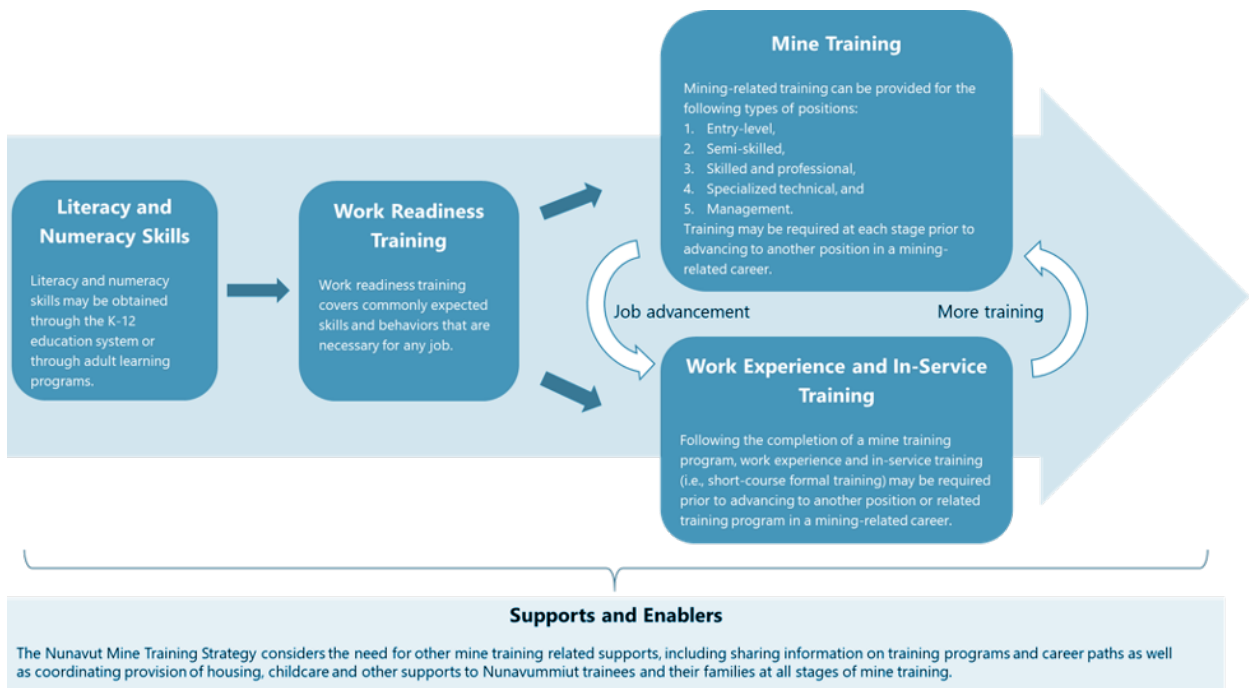 Literacy and
Numeracy Skills
Literacy and numeracy
skills may be obtained
through the K-12
education system or
through adult learning
programs.
Work Readiness
Training
Work readiness training
covers commonly expected
skills and behaviors that are
necessary for any job.
Mine Training
Mining-related training can be provided for the
following types of positions:
1. Entry-level,
2. Semi-skilled,
3. Skilled and professional,
4. Specialized technical, and
5. Management.
Training may be required at each stage prior to
advancing to another position in a mining-
related career.
Job advancement
More training
Work Experience and In-Service
Training
Following the completion of a mine training
program, work experience and in-service training
(i.e., short-course formal training) may be required
prior to advancing to another position or related
training program in a mining-related career.
Supports and Enablers
The Nunavut Mine Training Strategy considers the need for other mine training related supports, including sharing information on training programs and career paths as well
as coordinating provision of housing, childcare and other supports to Nunavummiut trainees and their families at all stages of mine training.